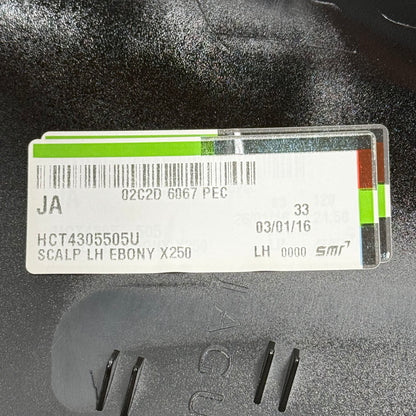 02C2D 6067 PEC
JA
33
03/01/16
HCT4305505U
SCALP LH EBONY X250
LH 0000 smr